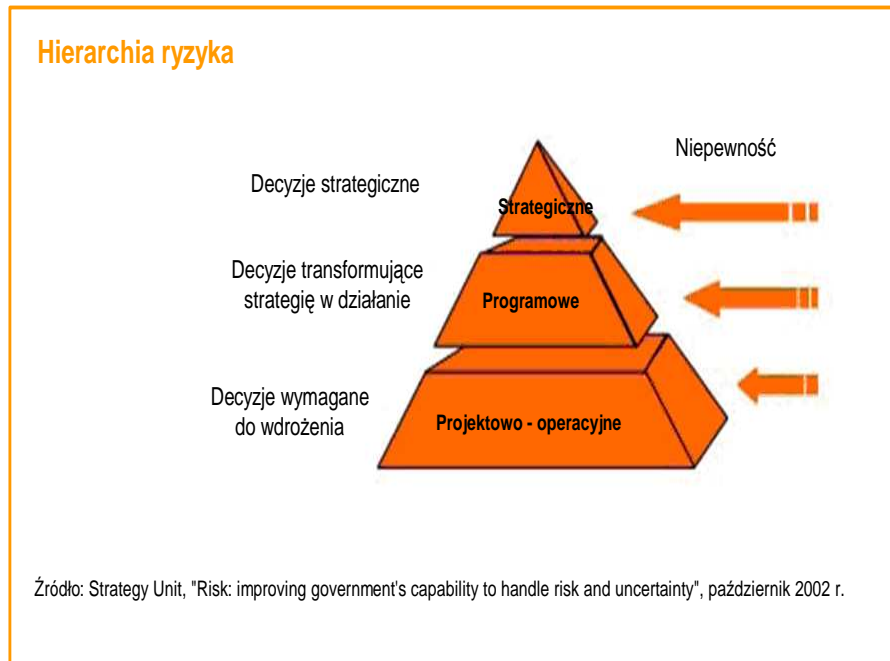 Hierarchia ryzyka
Niepewność
Decyzje strategiczne
Strategiczne
Decyzje transformujące
strategię w działanie
Programowe
Decyzje wymagane
do wdrożenia
Projektowo - operacyjne
Źródło: Strategy Unit, "Risk: improving government's capability to handle risk and uncertainty", październik 2002 r.